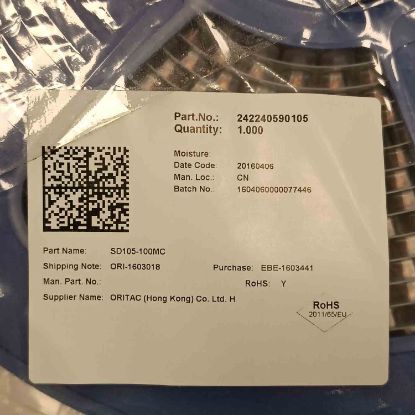 Part.No.: 242240590105
Quantity: 1.000
Moisture:
Date Code: 20160406
Man. Loc.: CN
Batch No. 1604060000077446
Part Name: SD105-100MC
Shipping Note: ORI-1603018 Purchase: EBE-1603441
Man. Part. No.: RoHS: Y
Supplier Name: ORITAC (Hong Kong) Co. Ltd. H
RoHS
2011/65/EU